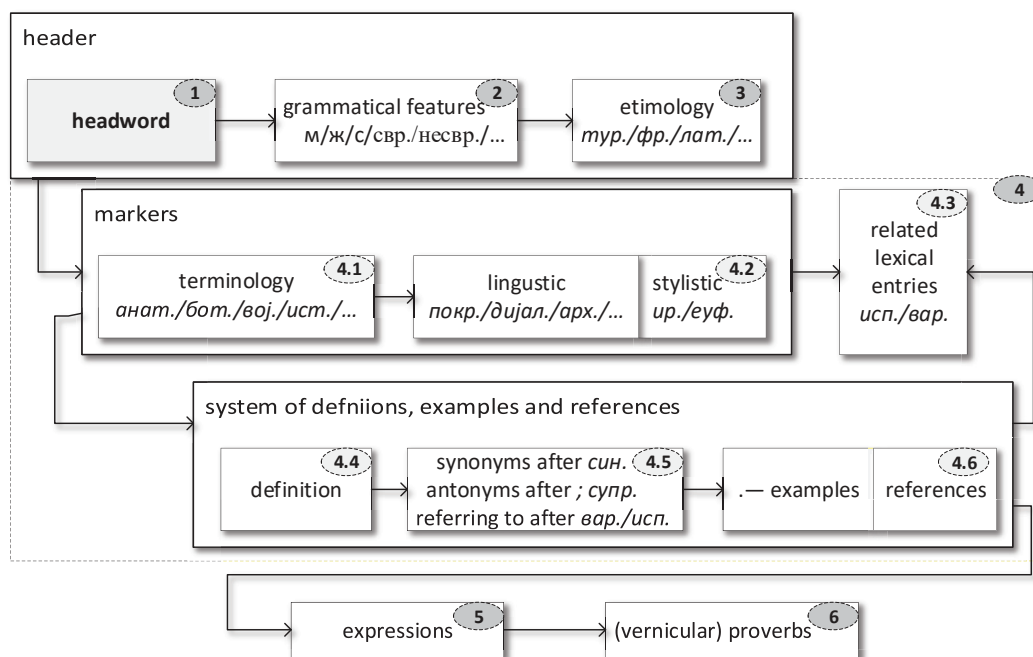 header
1
headword
2
grammatical features
м/ж/с/свр./несвр./…
3
etimology
тур./фр./лат./…
4
markers
4.1
terminology
анат./бот./вој./ист./…
lingustic
покр./дијал./арх./…
4.2
stylistic
ир./еуф.
4.3
related
lexical
entries
исп./вар.
system of defniions, examples and references
4.4
definition
4.5
synonyms after син.
antonyms after ; супр.
referring to after вар./исп.
.— examples
4.6
references
5
expressions
6
(vernicular) proverbs